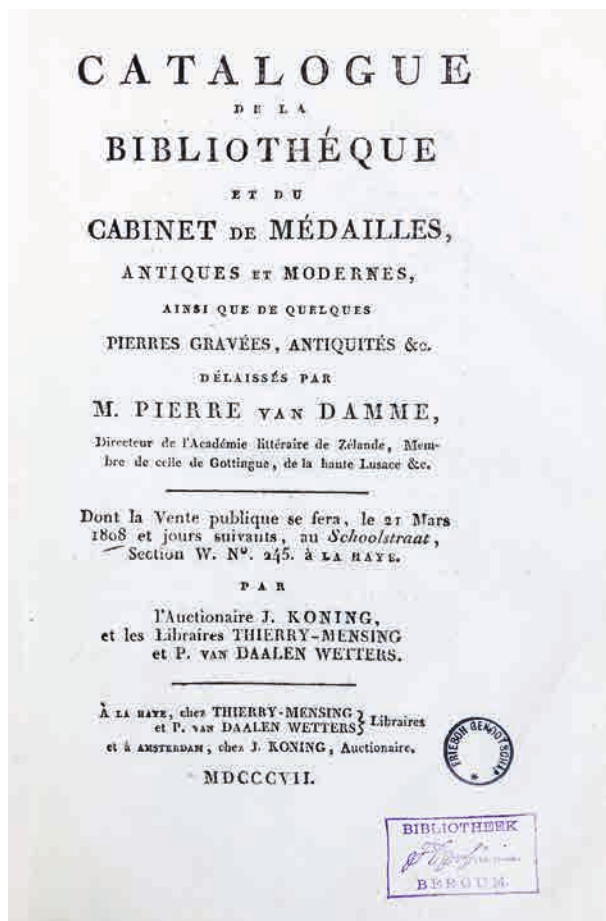 CATALOGUE
DE LA
BIBLIOTHÉQUE
ET DU
CABINET DE MÉDAILLES,
ANTIQUES ET MODERNES,
AINSI QUE DE QUELQUES
PIERRES GRAVÉES, ANTIQUITÉS &c.
DÉLAISSÉS PAR
M. PIERRE VAN DAMME,
Directeur de l'Académie littéraire de Zélande, Mem-
bre de celle de Gottingue, de la haute Lusace &c.
Dont la Vente publique se fera, le 21 Mars
1808 et jours suivants, au Schoolstraat,
Section W. Nº. 245. à LA HAYE.
PAR
l'Auctionaire J. KONING,
et les Libraires THIERRY-MENSING
et P. VAN DAALEN WETTERS.
À LA HAYE, chez THIERRY-MENSING
et P. VAN DAALEN WETTERS } Libraires
et à AMSTERDAM, chez J. KONING, Auctionaire.
MDCCCVII.
FRIESCH GENOOTSCHAP
BIBLIOTHEEK
BERGUM.